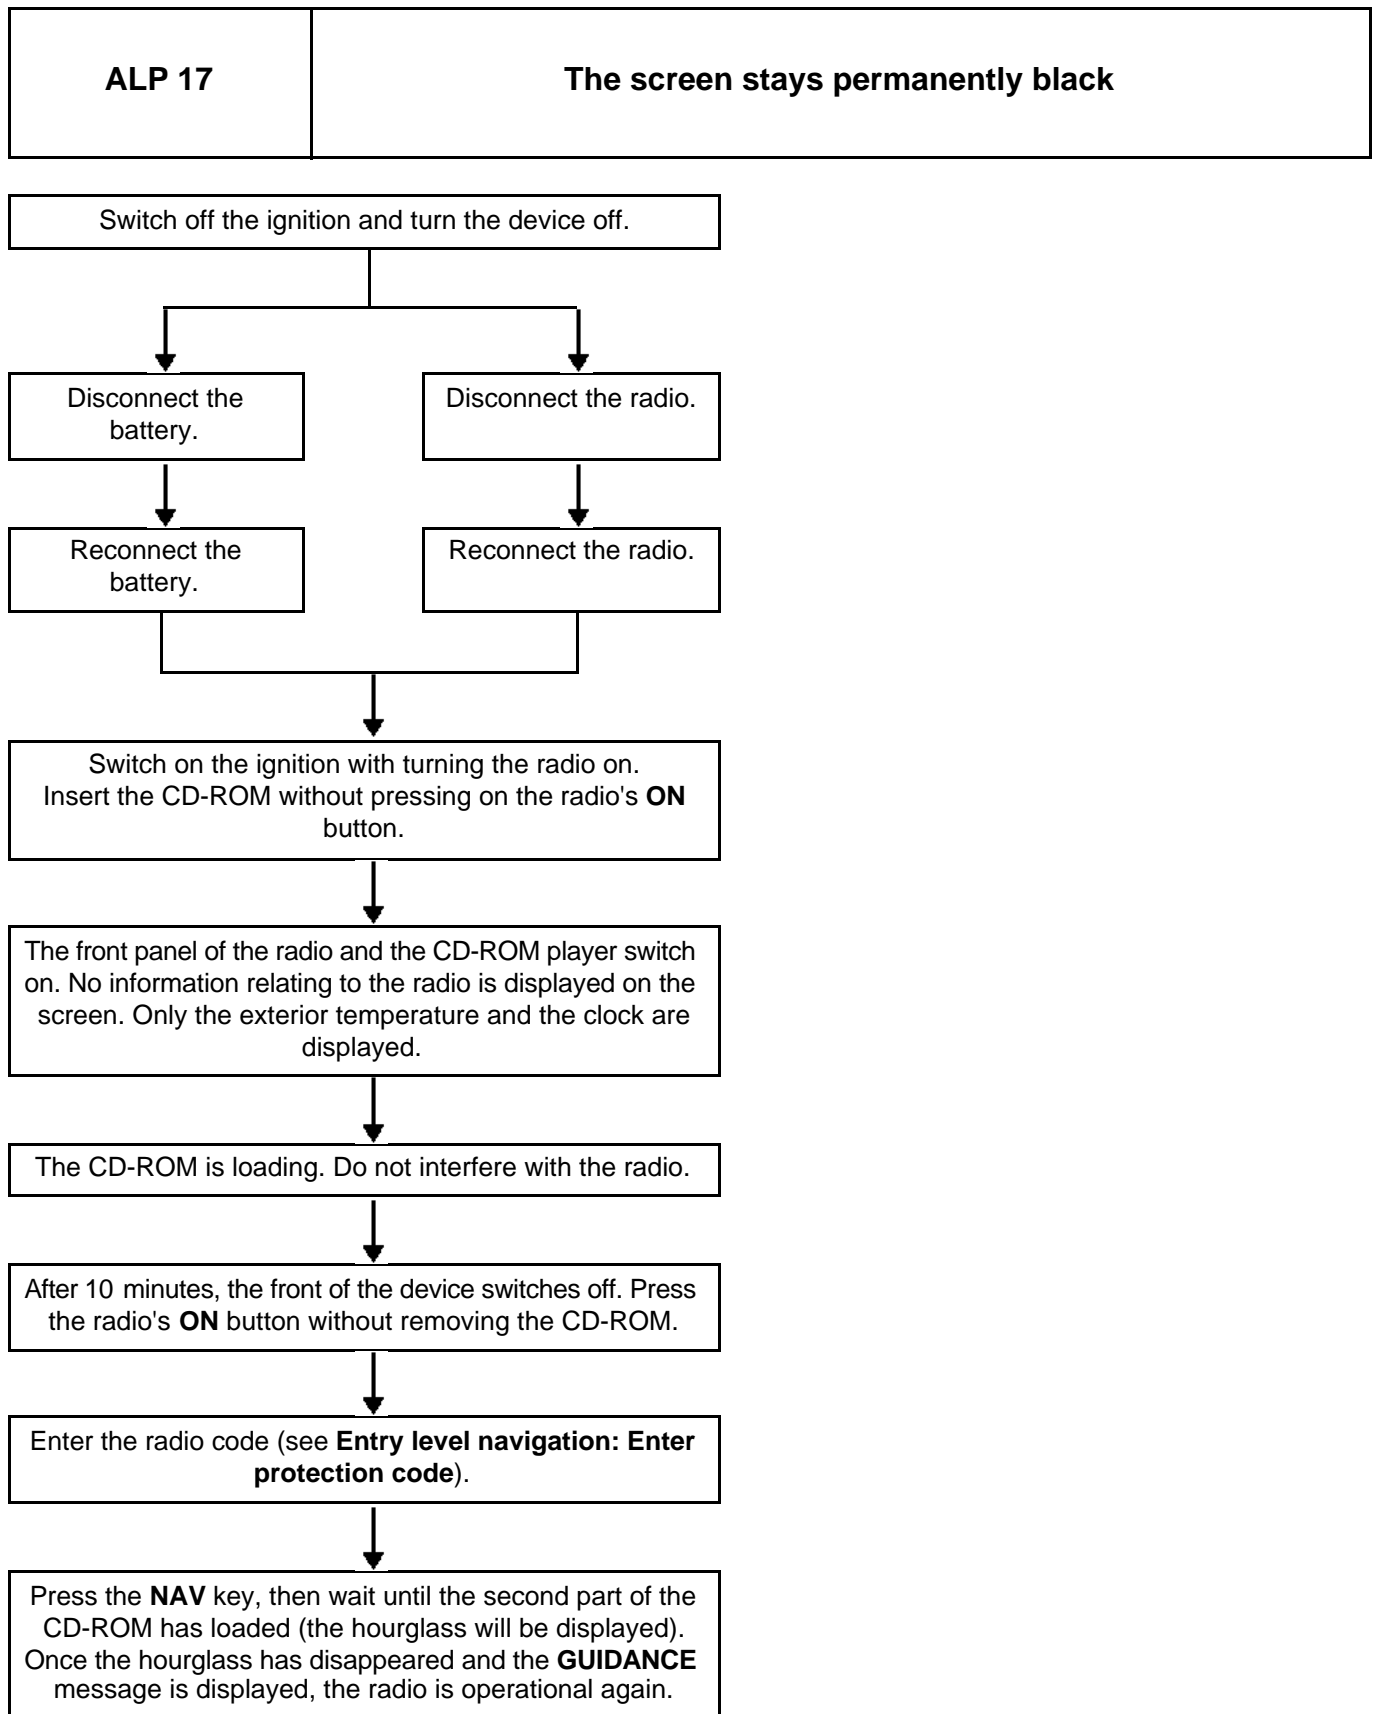 ALP 17
The screen stays permanently black
Switch off the ignition and turn the device off.
Disconnect the
battery.
Disconnect the radio.
Reconnect the
battery.
Reconnect the radio.
Switch on the ignition with turning the radio on.
Insert the CD-ROM without pressing on the radio's ON
button.
The front panel of the radio and the CD-ROM player switch
on. No information relating to the radio is displayed on the
screen. Only the exterior temperature and the clock are
displayed.
The CD-ROM is loading. Do not interfere with the radio.
After 10 minutes, the front of the device switches off. Press
the radio's ON button without removing the CD-ROM.
Enter the radio code (see Entry level navigation: Enter
protection code).
Press the NAV key, then wait until the second part of the
CD-ROM has loaded (the hourglass will be displayed).
Once the hourglass has disappeared and the GUIDANCE
message is displayed, the radio is operational again.